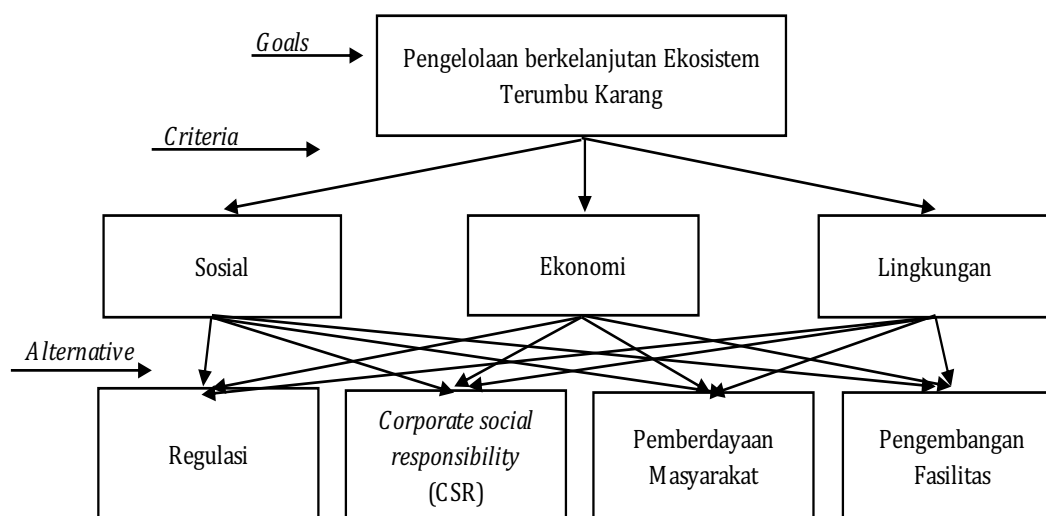 Goals
Pengelolaan berkelanjutan Ekosistem
Terumbu Karang
Criteria
Sosial
Ekonomi
Lingkungan
Alternative
Regulasi
Corporate social
responsibility
(CSR)
Pemberdayaan
Masyarakat
Pengembangan
Fasilitas